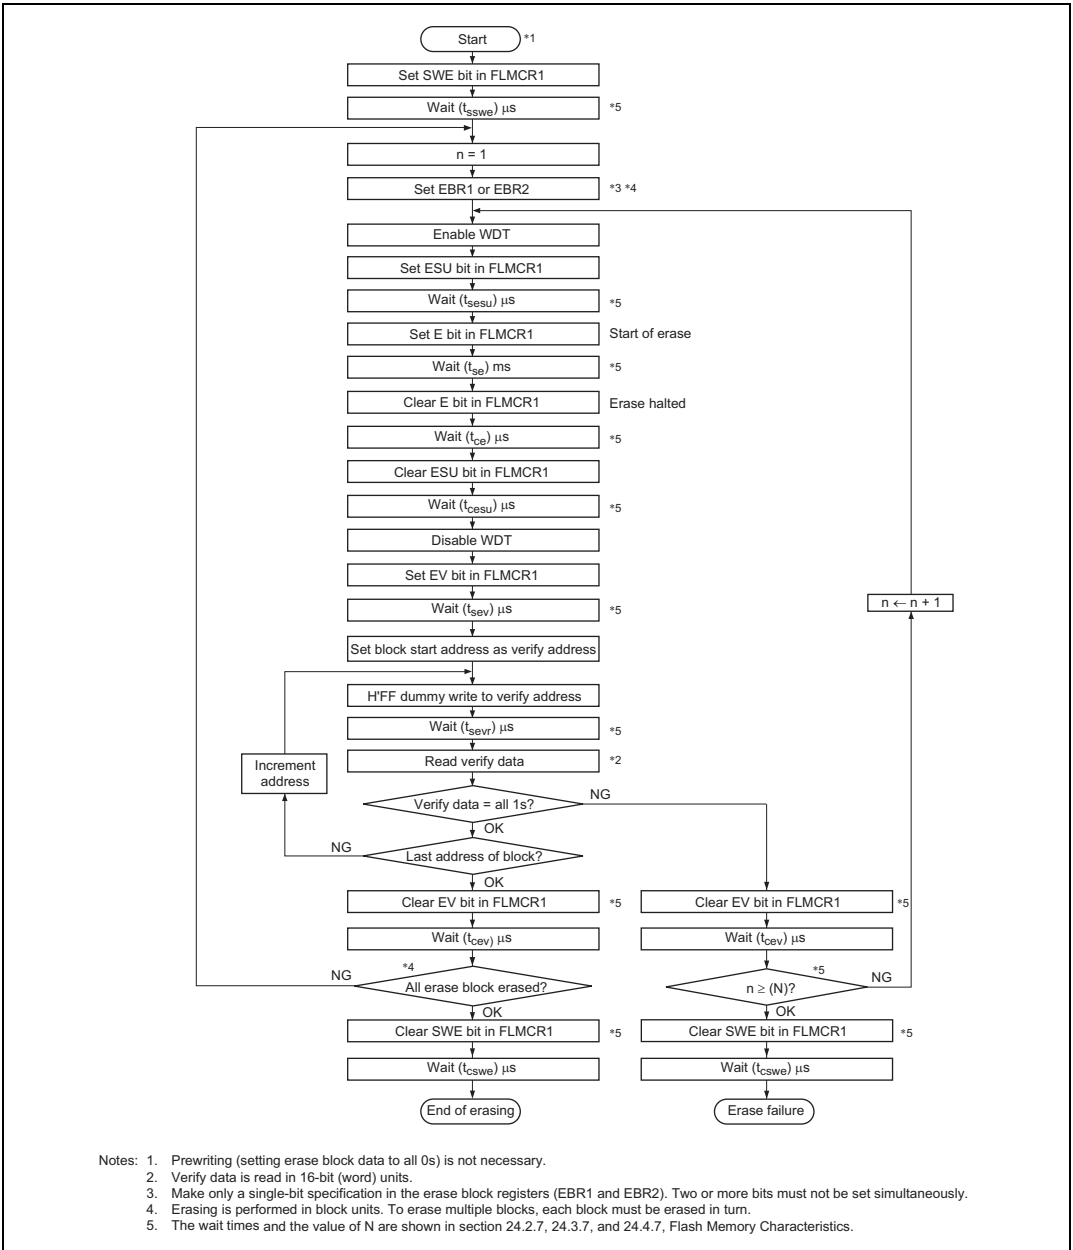 Start *1
Set SWE bit in FLMCR1
Wait (tsswe) μs *5
n = 1
Set EBR1 or EBR2 *3 *4
Enable WDT
Set ESU bit in FLMCR1
Wait (tsesu) μs *5
Set E bit in FLMCR1 Start of erase
Wait (tse) ms *5
Clear E bit in FLMCR1 Erase halted
Wait (tce) μs *5
Clear ESU bit in FLMCR1
Wait (tcesu) μs *5
Disable WDT
Set EV bit in FLMCR1
Wait (tsev) μs *5
n ← n + 1
Set block start address as verify address
H'FF dummy write to verify address
Wait (tsevr) μs *5
Read verify data *2
Increment
address
Verify data = all 1s? NG
OK
NG Last address of block?
OK
Clear EV bit in FLMCR1 *5 Clear EV bit in FLMCR1 *5
Wait (tcev) μs Wait (tcev) μs
NG *4 All erase block erased? n ≥ (N)? *5 NG
OK OK
Clear SWE bit in FLMCR1 *5 Clear SWE bit in FLMCR1 *5
Wait (tcswe) μs Wait (tcswe) μs
End of erasing Erase failure
Notes: 1. Prewriting (setting erase block data to all 0s) is not necessary.
2. Verify data is read in 16-bit (word) units.
3. Make only a single-bit specification in the erase block registers (EBR1 and EBR2). Two or more bits must not be set simultaneously.
4. Erasing is performed in block units. To erase multiple blocks, each block must be erased in turn.
5. The wait times and the value of N are shown in section 24.2.7, 24.3.7, and 24.4.7, Flash Memory Characteristics.